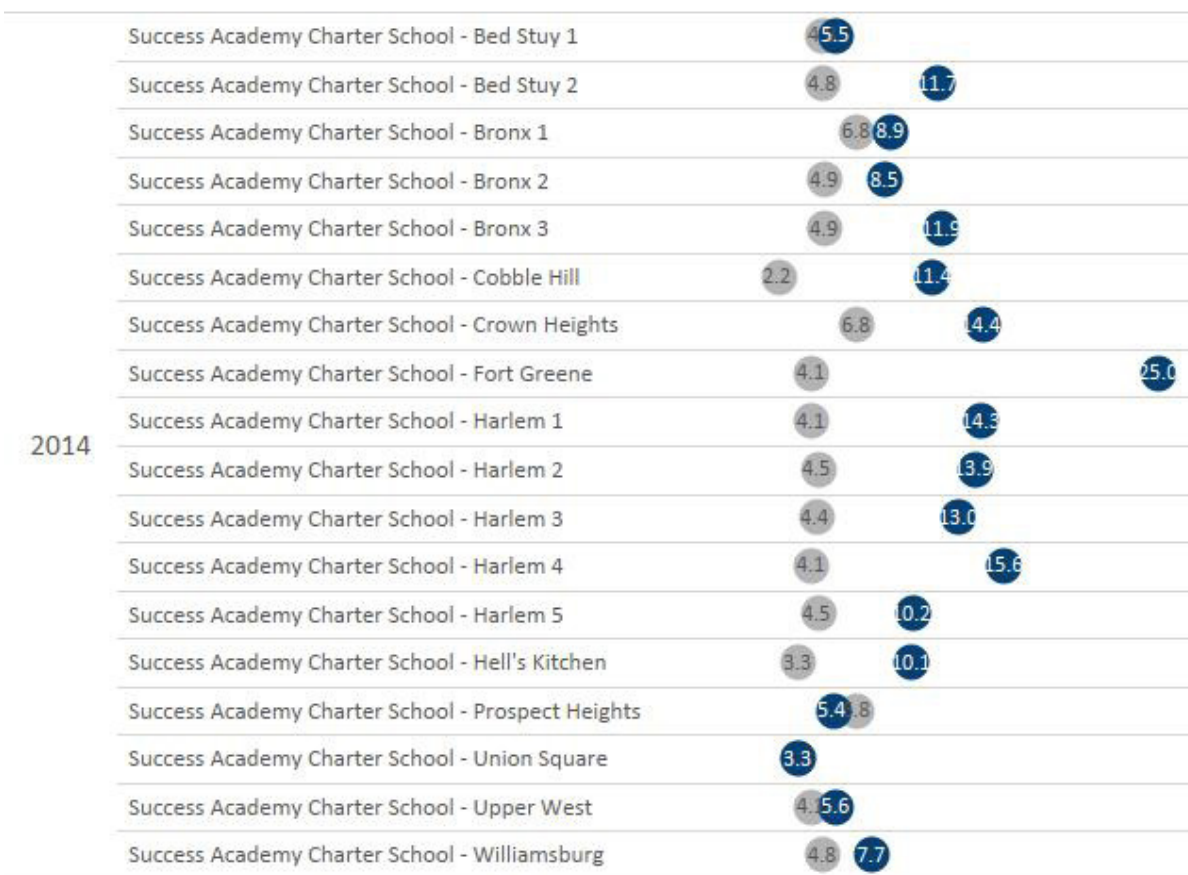 Success Academy Charter School - Bed Stuy 1 5.5
Success Academy Charter School - Bed Stuy 2 4.8 11.7
Success Academy Charter School - Bronx 1 6.8 8.9
Success Academy Charter School - Bronx 2 4.9 8.5
Success Academy Charter School - Bronx 3 4.9 11.9
Success Academy Charter School - Cobble Hill 2.2 11.4
Success Academy Charter School - Crown Heights 6.8 14.4
Success Academy Charter School - Fort Greene 4.1 25.0
Success Academy Charter School - Harlem 1 4.1 14.3
2014
Success Academy Charter School - Harlem 2 4.5 13.9
Success Academy Charter School - Harlem 3 4.4 13.0
Success Academy Charter School - Harlem 4 4.1 15.6
Success Academy Charter School - Harlem 5 4.5 10.2
Success Academy Charter School - Hell's Kitchen 3.3 10.1
Success Academy Charter School - Prospect Heights 5.4
Success Academy Charter School - Union Square 3.3
Success Academy Charter School - Upper West 4.1 5.6
Success Academy Charter School - Williamsburg 4.8 7.7